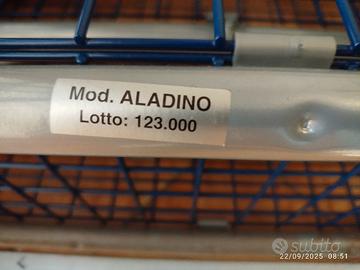 Mod. ALADINO
Lotto: 123.000
subito
22/09/2025 08:51